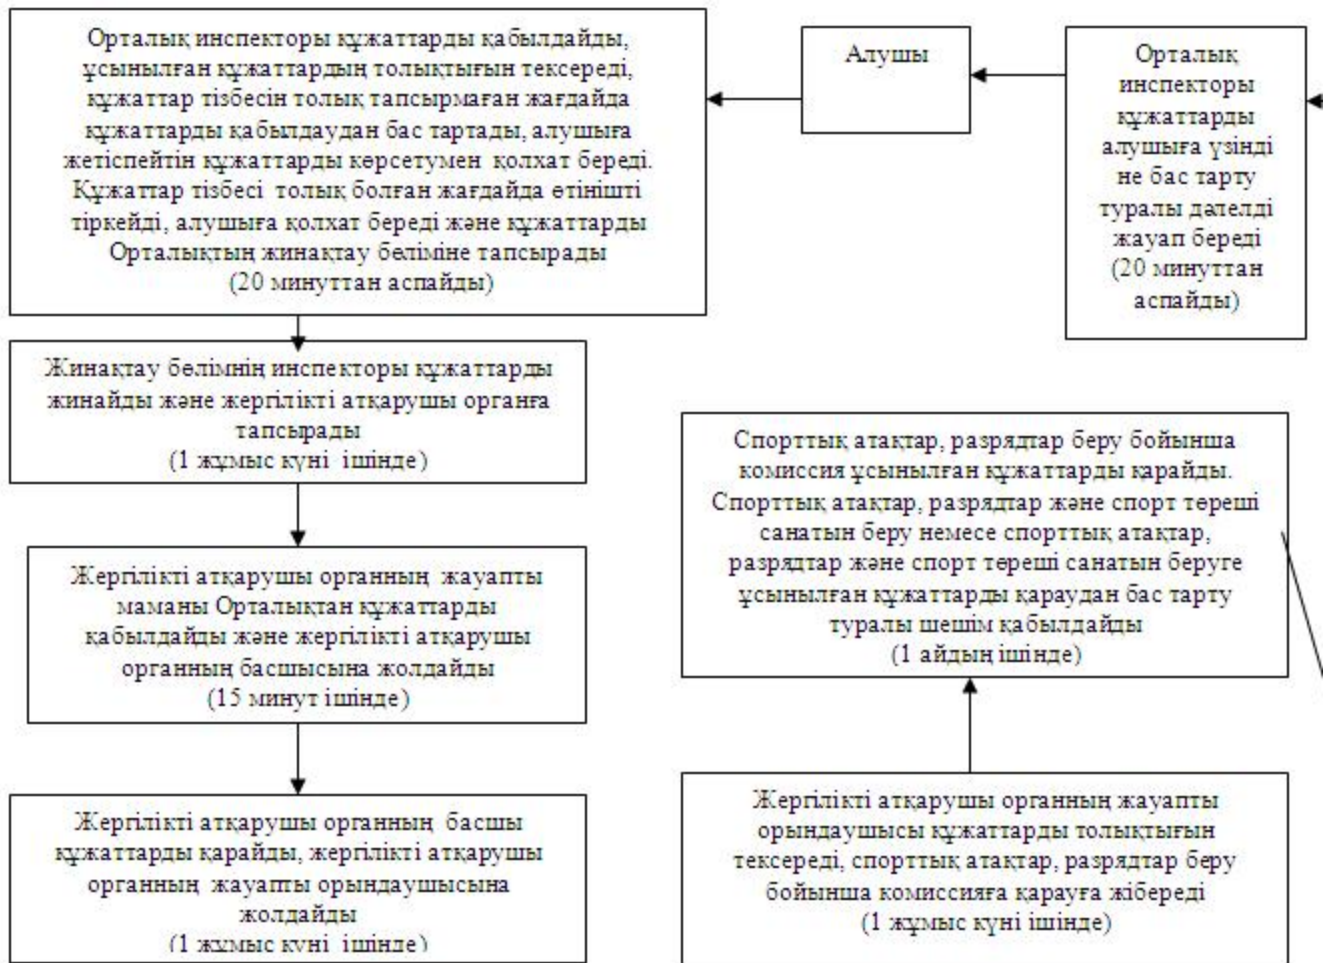 Орталық инспекторы құжаттарды қабылдайды,
ұсынылған құжаттардың толықтығын тексереді,
құжаттар тізбесін толық тапсырмаған жағдайда
құжаттарды қабылдаудан бас тартады, алушыға
жетіспейтін құжаттарды көрсетумен қолхат береді.
Құжаттар тізбесі толық болған жағдайда өтінішті
тіркейді, алушыға қолхат береді және құжаттарды
Орталықтың жинақтау бөліміне тапсырады
(20 минуттан аспайды)
Алушы
Орталық
инспекторы
құжаттарды
алушыға үзінді
не бас тарту
туралы дәлелді
жауап береді
(20 минуттан
аспайды)
Жинақтау бөлімнің инспекторы құжаттарды
жинайды және жергілікті атқарушы органға
тапсырады
(1 жұмыс күні ішінде)
Жергілікті атқарушы органның жауапты
маманы Орталықтан құжаттарды
қабылдайды және жергілікті атқарушы
органның басшысына жолдайды
(15 минут ішінде)
Жергілікті атқарушы органның басшы
құжаттарды қарайды, жергілікті атқарушы
органның жауапты орындаушысына
жолдайды
(1 жұмыс күні ішінде)
Спорттық атақтар, разрядтар беру бойынша
комиссия ұсынылған құжаттарды қарайды.
Спорттық атақтар, разрядтар және спорт төреші
санатын беру немесе спорттық атақтар,
разрядтар және спорт төреші санатын беруге
ұсынылған құжаттарды қараудан бас тарту
туралы шешім қабылдайды
(1 айдың ішінде)
Жергілікті атқарушы органның жауапты
орындаушысы құжаттарды толықтығын
тексереді, спорттық атақтар, разрядтар беру
бойынша комиссияға қарауға жібереді
(1 жұмыс күні ішінде)